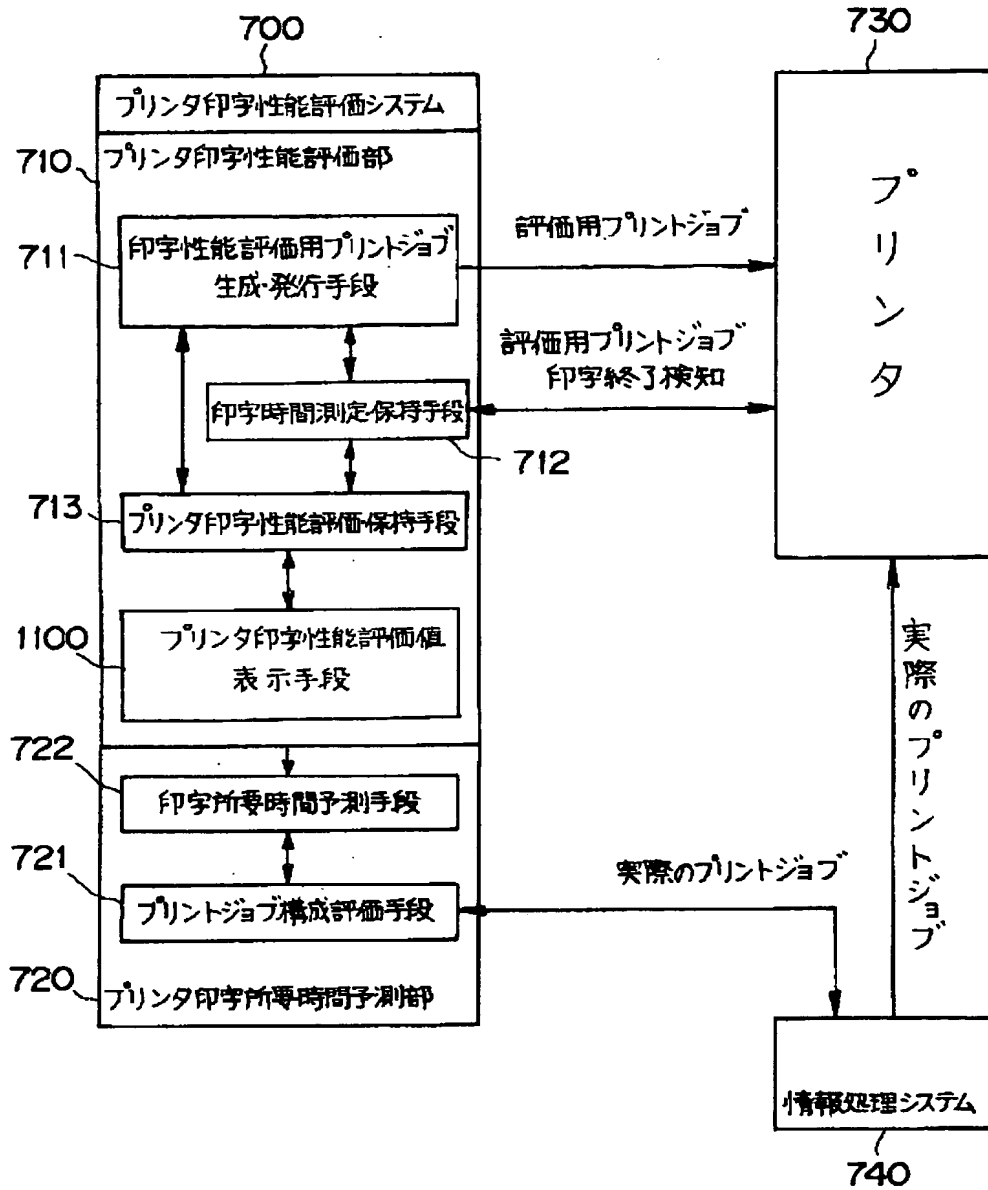 700
730
プリンタ印字性能評価システム
710
プリンタ印字性能評価部
プリンタ
711
印字性能評価用プリントジョブ
生成・発行手段
評価用プリントジョブ
評価用プリントジョブ
印字終了検知
印字時間測定・保持手段
712
713
プリンタ印字性能評価・保持手段
1100
プリンタ印字性能評価値
表示手段
実際のプリントジョブ
722
印字所要時間予測手段
721
プリントジョブ構成評価手段
実際のプリントジョブ
720
プリンタ印字所要時間予測部
情報処理システム
740